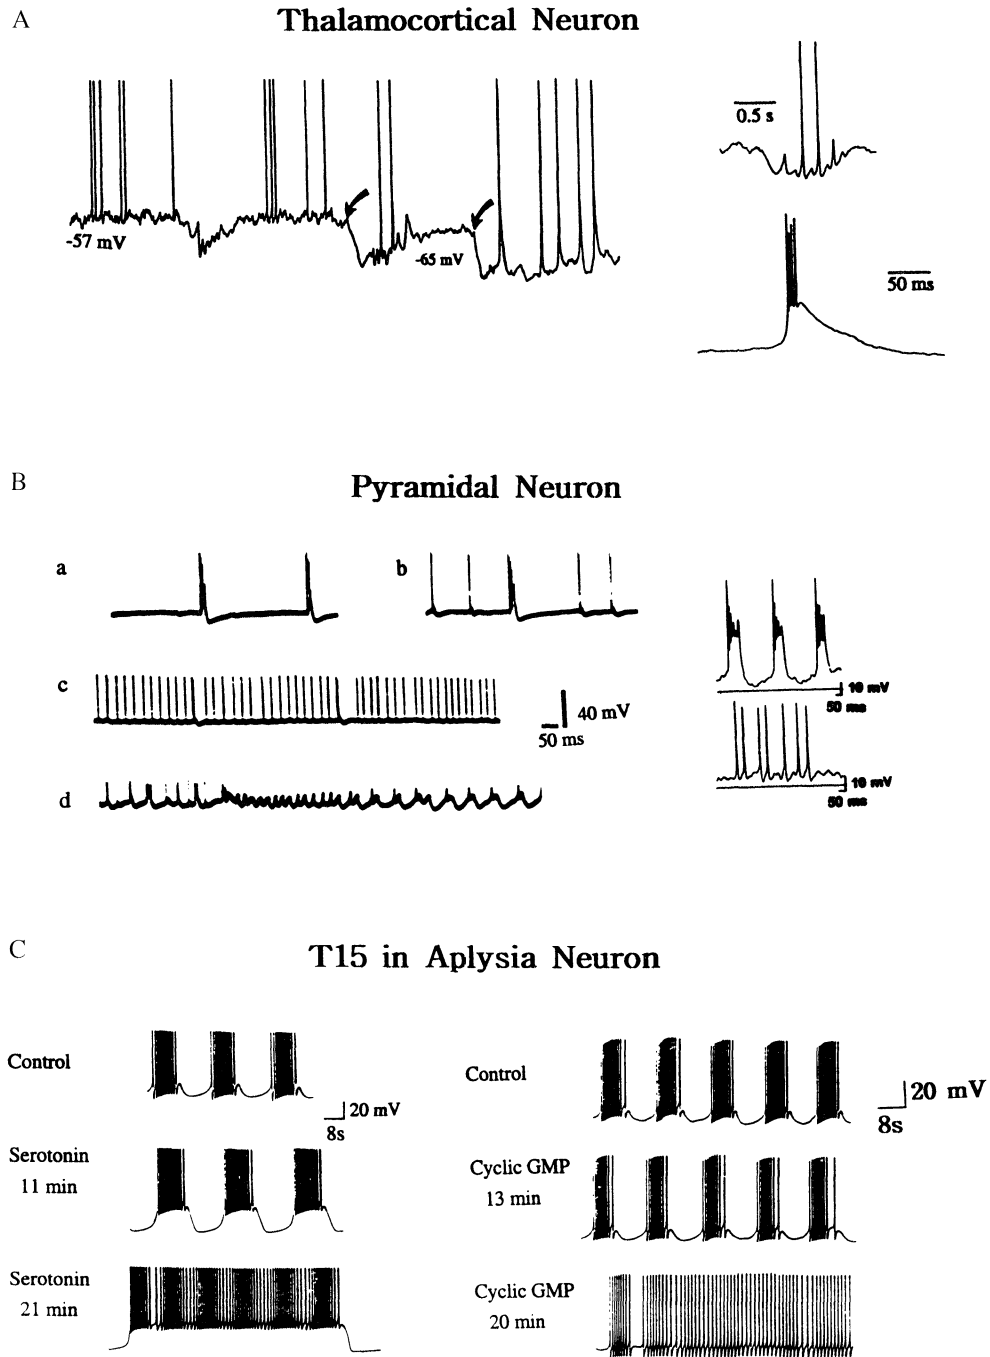 A
Thalamocortical Neuron
-57 mV
-65 mV
0.5 s
50 ms
B
Pyramidal Neuron
a
b
c
40 mV
50 ms
d
10 mV
50 ms
10 mV
50 ms
C
T15 in Aplysia Neuron
Control
20 mV
8s
Serotonin
11 min
Serotonin
21 min
Control
20 mV
8s
Cyclic GMP
13 min
Cyclic GMP
20 min